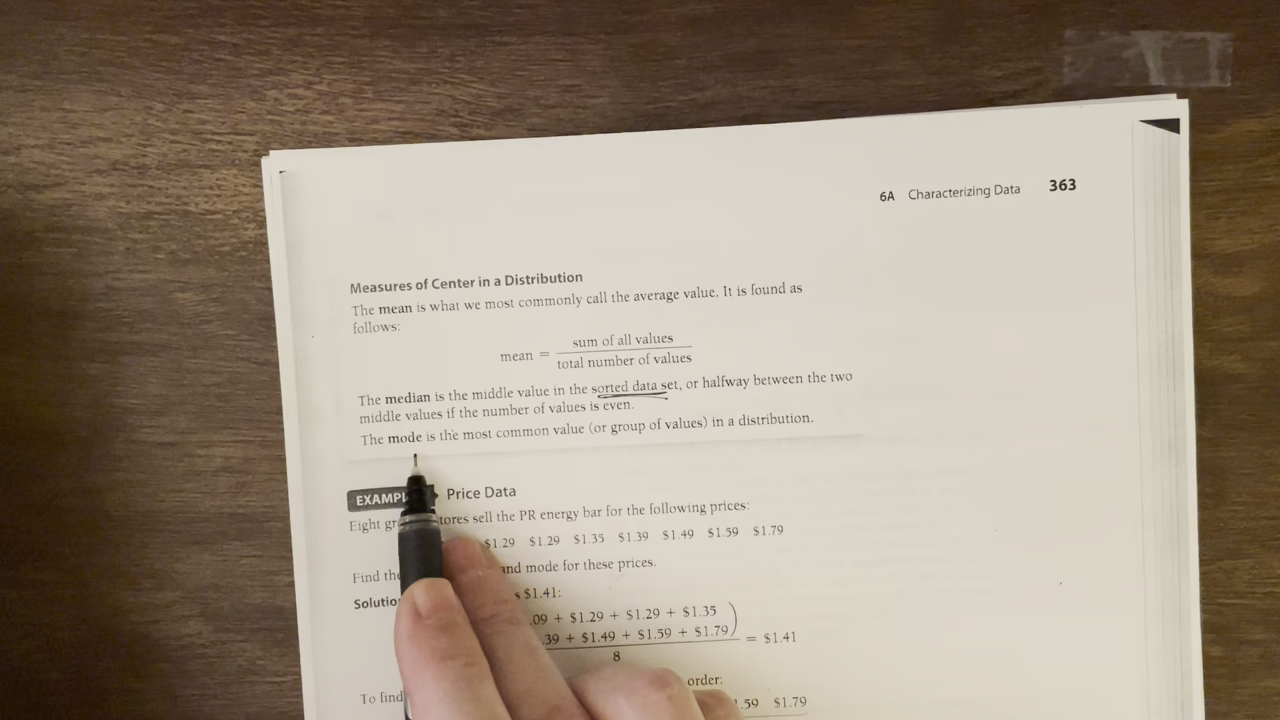 6A Characterizing Data 363
Measures of Center in a Distribution
The mean is what we most commonly call the average value. It is found as
follows:
mean = sum of all values / total number of values
The median is the middle value in the sorted data set, or halfway between the two
middle values if the number of values is even.
The mode is the most common value (or group of values) in a distribution.
Price Data
Eight tores sell the PR energy bar for the following prices:
$1.29 $1.29 $1.35 $1.39 $1.49 $1.59 $1.79
Find the nd mode for these prices.
$1.41:
.09 + $1.29 + $1.29 + $1.35
.39 + $1.49 + $1.59 + $1.79 = $1.41
8
To find order:
.59 $1.79